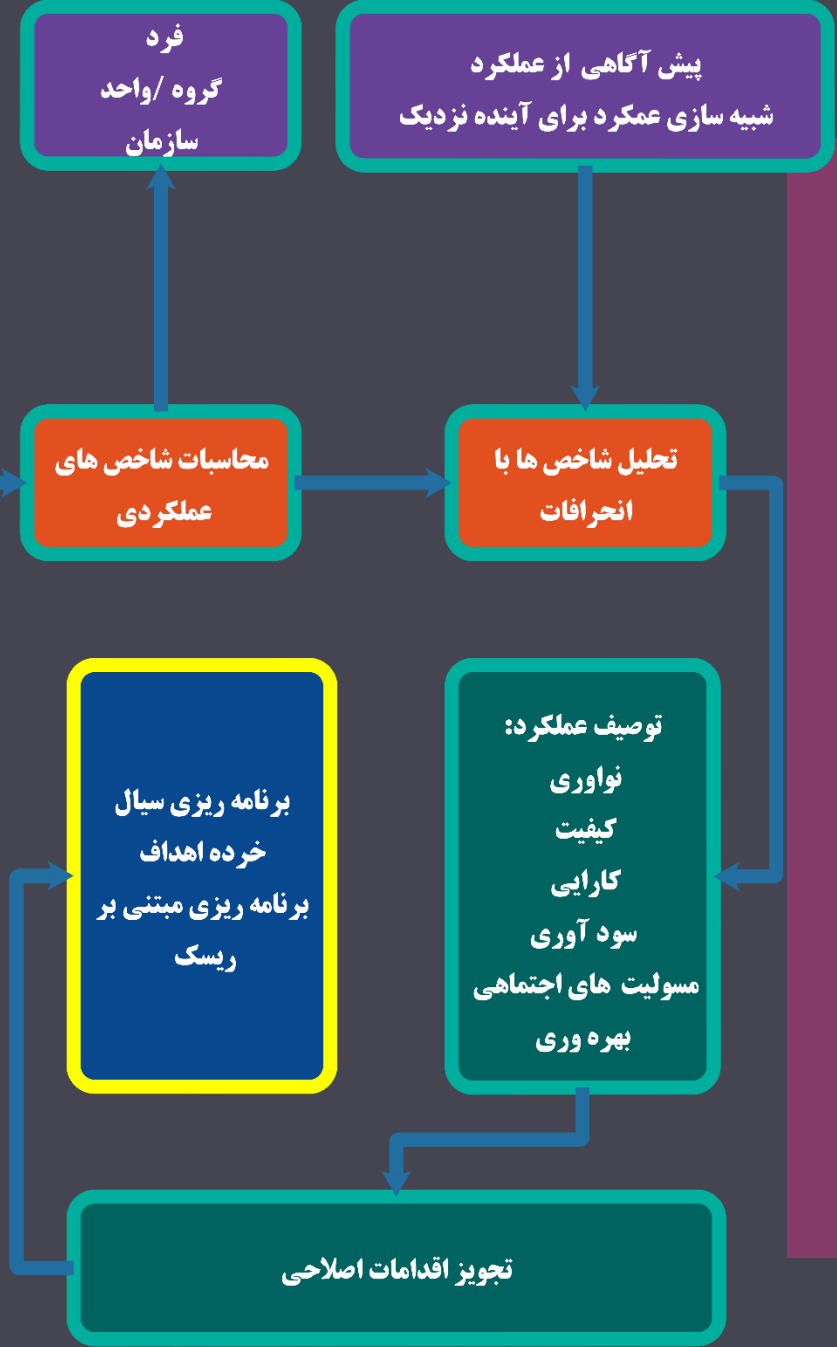 پیش آگاهی از عملکرد
شبیه سازی عمکرد برای آینده نزدیک
فرد
گروه /واحد
سازمان
محاسبات شاخص های
عملکردی
تحلیل شاخص ها با
انحرافات
توصیف عملکرد:
نواوری
کیفیت
کارایی
سود آوری
مسولیت های اجتماهی
بهره وری
برنامه ریزی سیال
خرده اهداف
برنامه ریزی مبتنی بر
ریسک
تجویز اقدامات اصلاحی